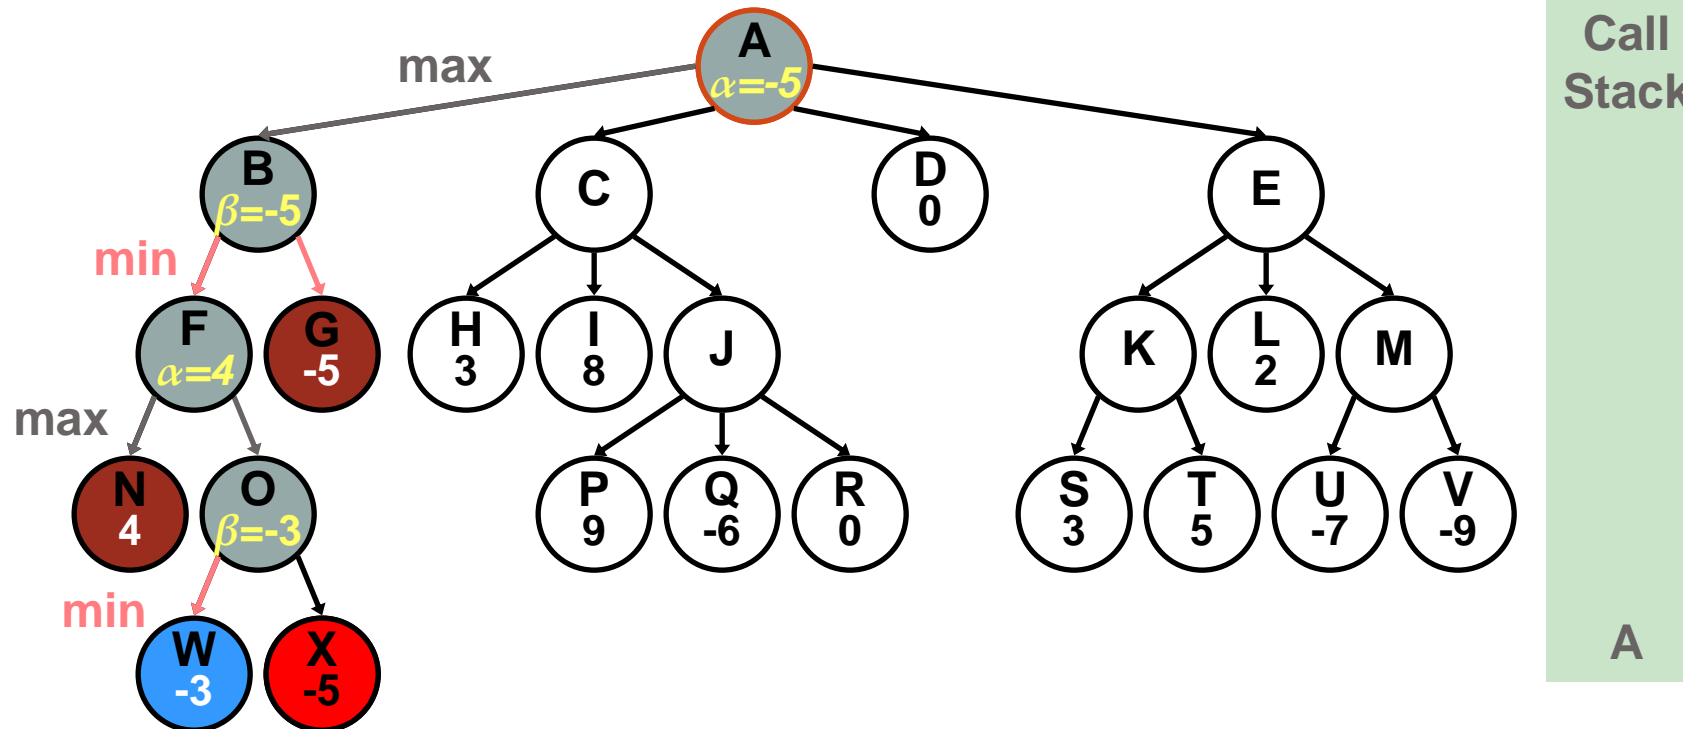 Call
Stack
A
α=-5
max
B
β=-5
C
D
0
E
min
F
α=4
G
-5
H
3
I
8
J
K
L
2
M
max
N
4
O
β=-3
P
9
Q
-6
R
0
S
3
T
5
U
-7
V
-9
min
W
-3
X
-5
A